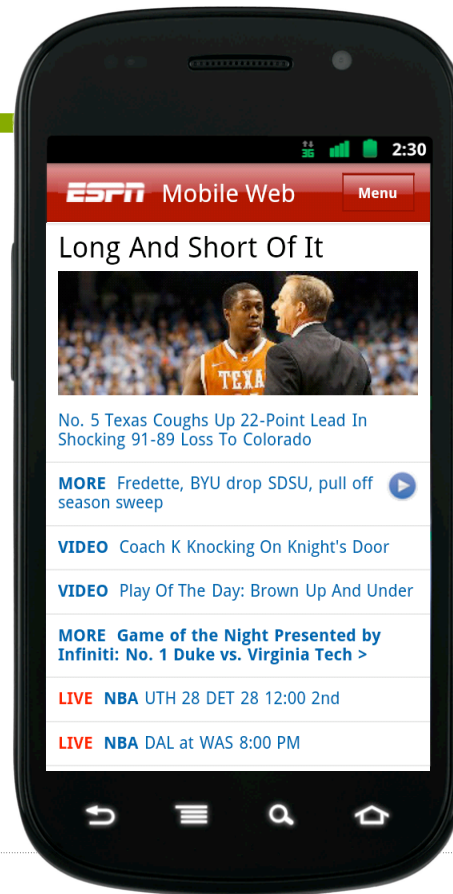 3G 2:30
ESPN Mobile Web Menu
Long And Short Of It
TEXA
No. 5 Texas Coughs Up 22-Point Lead In
Shocking 91-89 Loss To Colorado
MORE Fredette, BYU drop SDSU, pull off
season sweep
VIDEO Coach K Knocking On Knight's Door
VIDEO Play Of The Day: Brown Up And Under
MORE Game of the Night Presented by
Infiniti: No. 1 Duke vs. Virginia Tech >
LIVE NBA UTH 28 DET 28 12:00 2nd
LIVE NBA DAL at WAS 8:00 PM